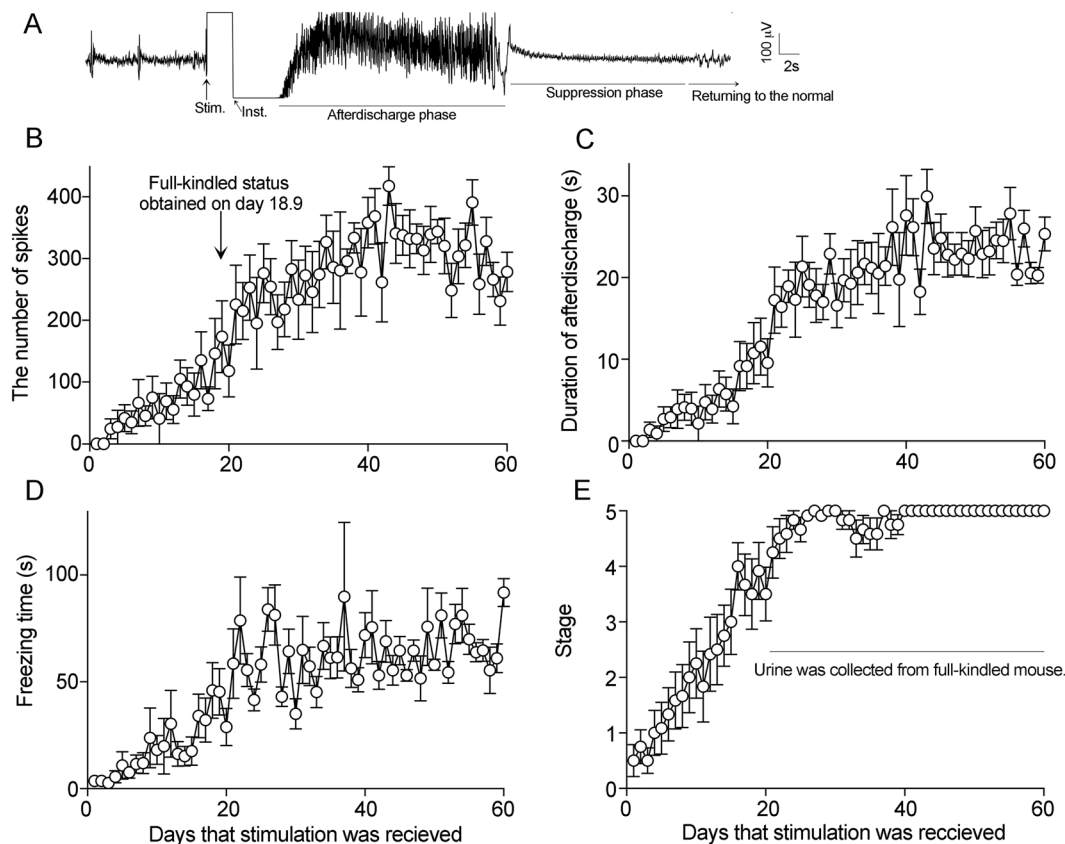 A
100 µV
2s
Stim.
Inst.
Afterdischarge phase
Suppression phase
Returning to the normal
B
The number of spikes
400
300
200
100
0
Full-kindled status
obtained on day 18.9
0
20
40
60
C
Duration of afterdischarge (s)
30
20
10
0
0
20
40
60
D
Freezing time (s)
100
50
0
0
20
40
60
Days that stimulation was recieved
E
Stage
5
4
3
2
1
0
Urine was collected from full-kindled mouse.
0
20
40
60
Days that stimulation was reccieved